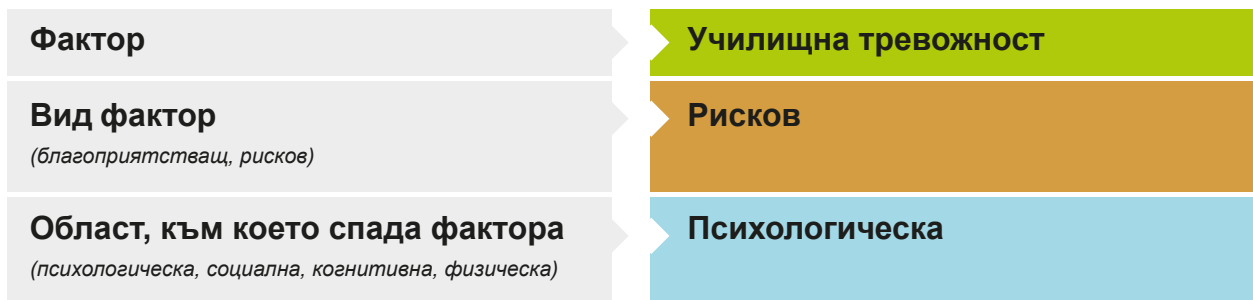 Фактор
Училищна тревожност
Вид фактор
(благоприятстващ, рисков)
Рисков
Област, към което спада фактора
(психологическа, социална, когнитивна, физическа)
Психологическа